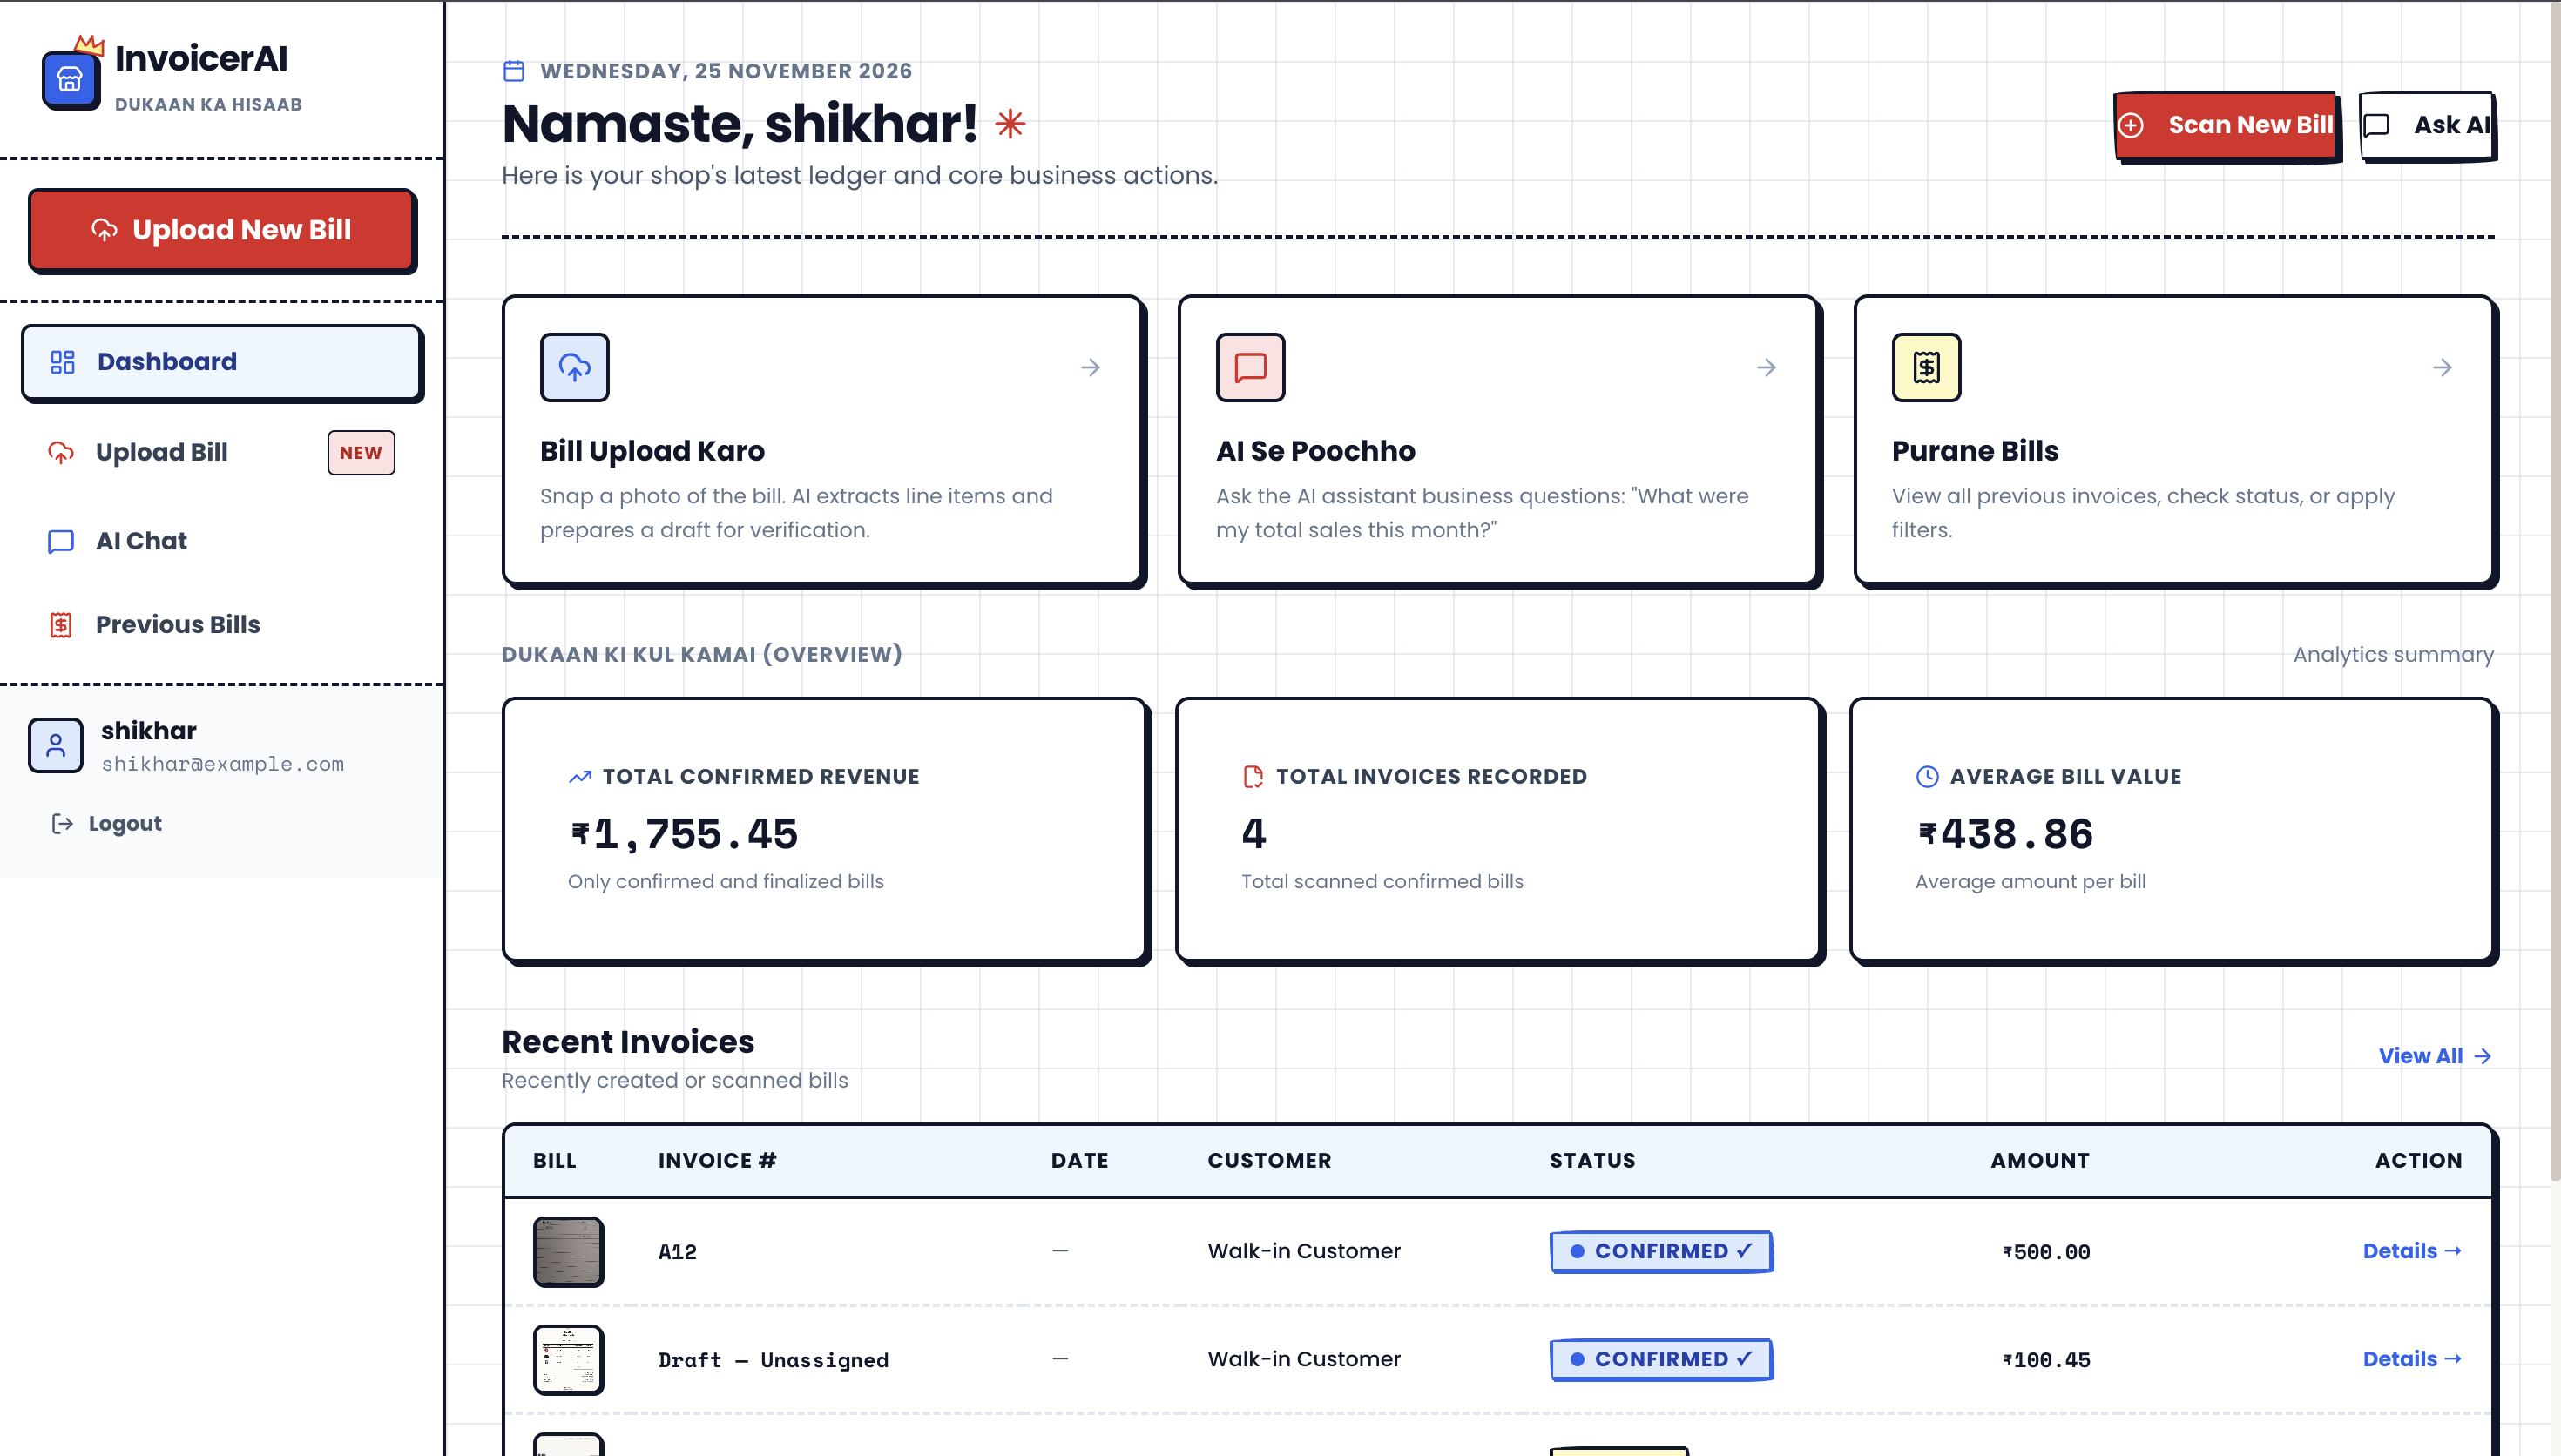 InvoicerAI
DUKAAN KA HISAAB
Upload New Bill
Dashboard
Upload Bill NEW
AI Chat
Previous Bills
shikhar
shikhar@example.com
Logout
WEDNESDAY, 25 NOVEMBER 2026
Namaste, shikhar!
Here is your shop's latest ledger and core business actions.
Scan New Bill
Ask AI
Bill Upload Karo
Snap a photo of the bill. AI extracts line items and
prepares a draft for verification.
AI Se Poochho
Ask the AI assistant business questions: "What were
my total sales this month?"
Purane Bills
View all previous invoices, check status, or apply
filters.
DUKAAN KI KUL KAMAI (OVERVIEW)
Analytics summary
TOTAL CONFIRMED REVENUE
₹1,755.45
Only confirmed and finalized bills
TOTAL INVOICES RECORDED
4
Total scanned confirmed bills
AVERAGE BILL VALUE
₹438.86
Average amount per bill
Recent Invoices
Recently created or scanned bills
View All →
BILL INVOICE # DATE CUSTOMER STATUS AMOUNT ACTION
A12 — Walk-in Customer CONFIRMED ✓ ₹500.00 Details →
Draft — Unassigned — Walk-in Customer CONFIRMED ✓ ₹100.45 Details →